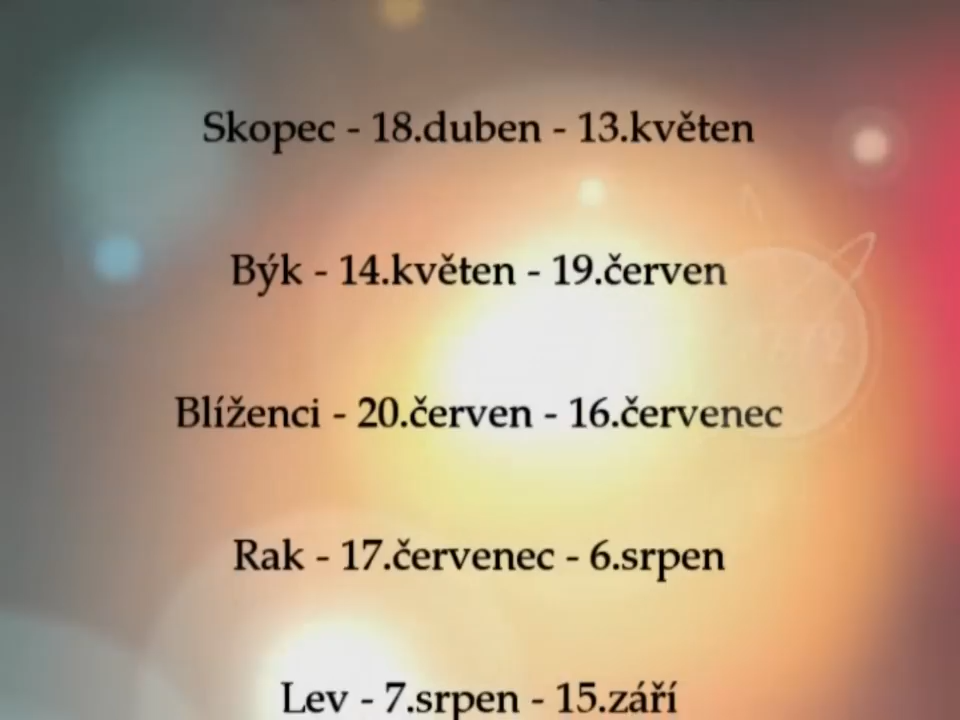 Skopec - 18.duben - 13.květen
Býk - 14.květen - 19.červen
Blíženci - 20.červen - 16.červenec
Rak - 17.červenec - 6.srpen
Lev - 7.srpen - 15.září